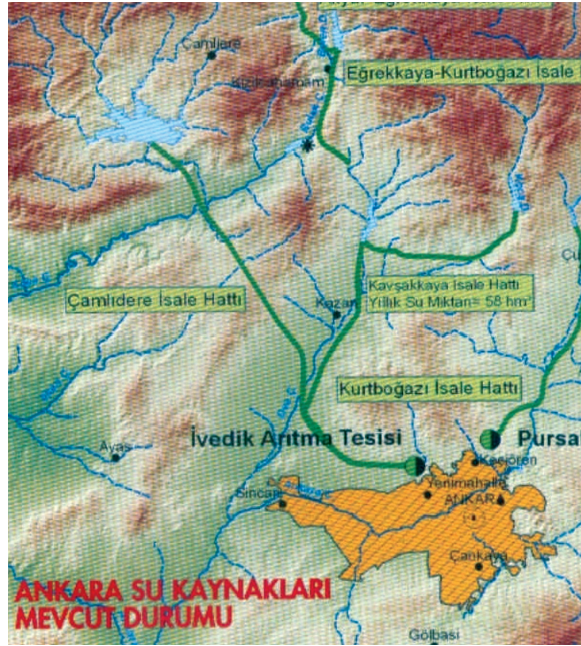 Çamlıdere
Kızılcahamam
Eğrekkaya-Kurtboğazı İsale
Kavşakkaya İsale Hattı
Yıllık Su Miktarı= 58 hm³
Çamlıdere İsale Hattı
Kazan
Kurtboğazı İsale Hattı
İvedik Arıtma Tesisi
Pursa
Ayaş
Keçiören
Yenimahalle
Sincan
ANKARA
Çankaya
ANKARA SU KAYNAKLARI
MEVCUT DURUMU
Gölbaşı